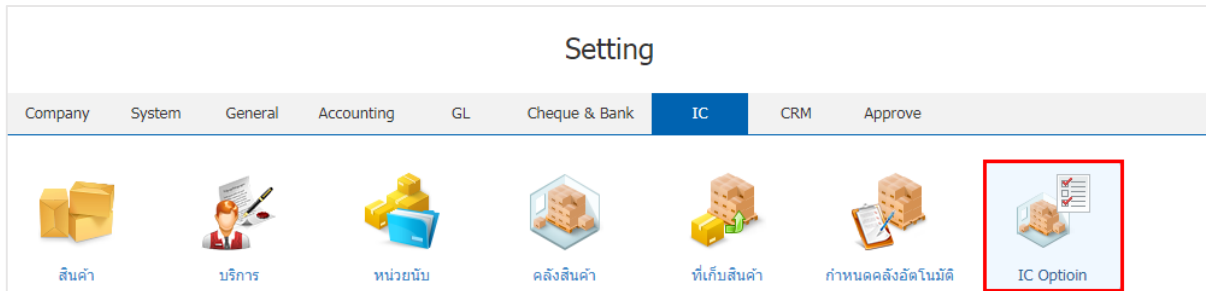 Setting
Company System General Accounting GL Cheque & Bank IC CRM Approve
สินค้า บริการ หน่วยนับ คลังสินค้า ที่เก็บสินค้า กำหนดคลังอัตโนมัติ IC Optioin